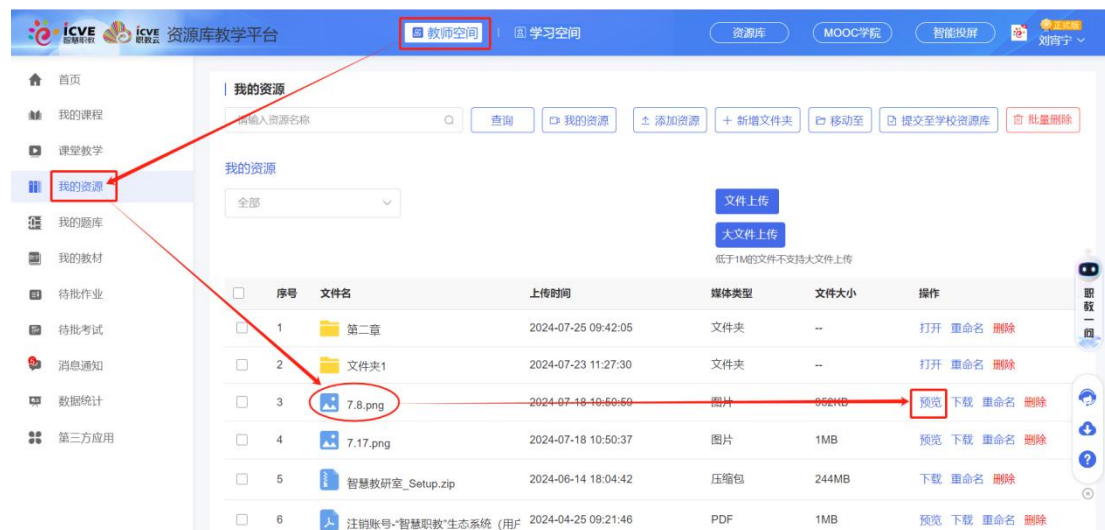 icve 智慧职教 icve 职教云 资源库教学平台
教师空间 学习空间
资源库 MOOC学院 智能投屏
正式版
刘宵宁
首页
我的课程
课堂教学
我的资源
我的题库
我的教材
待批作业
待批考试
消息通知
数据统计
第三方应用
我的资源
请输入资源名称 查询 我的资源 添加资源 + 新增文件夹 移动至 提交至学校资源库 批量删除
我的资源
全部
文件上传
大文件上传
低于1M的文件不支持大文件上传
序号 文件名 上传时间 媒体类型 文件大小 操作
1 第二章 2024-07-25 09:42:05 文件夹 -- 打开 重命名 删除
2 文件夹1 2024-07-23 11:27:30 文件夹 -- 打开 重命名 删除
3 7.8.png 2024-07-18 10:50:50 图片 952KB 预览 下载 重命名 删除
4 7.17.png 2024-07-18 10:50:37 图片 1MB 预览 下载 重命名 删除
5 智慧教研室_Setup.zip 2024-06-14 18:04:42 压缩包 244MB 下载 重命名 删除
6 注销账号-“智慧职教”生态系统（用户 2024-04-25 09:21:46 PDF 1MB 预览 下载 重命名 删除
职教一问